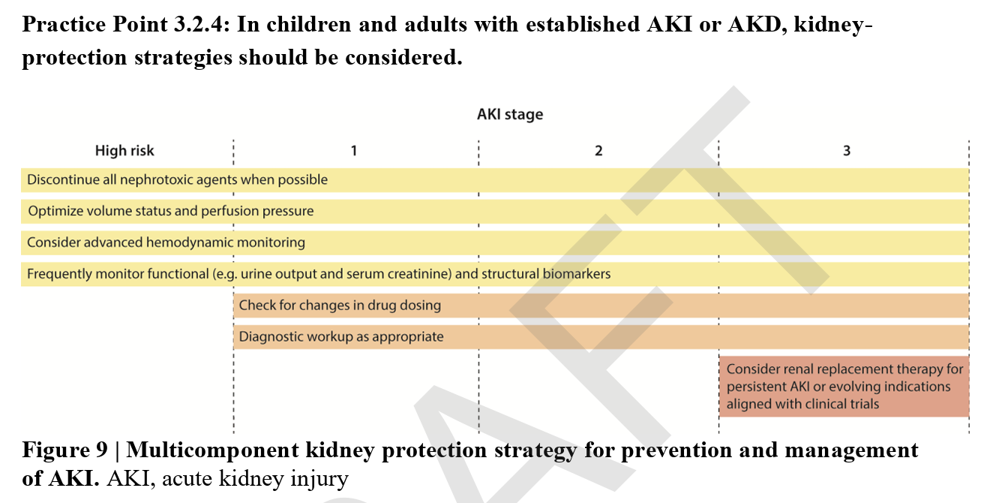 Practice Point 3.2.4: In children and adults with established AKI or AKD, kidney-
protection strategies should be considered.
AKI stage
High risk 1 2 3
Discontinue all nephrotoxic agents when possible
Optimize volume status and perfusion pressure
Consider advanced hemodynamic monitoring
Frequently monitor functional (e.g. urine output and serum creatinine) and structural biomarkers
Check for changes in drug dosing
Diagnostic workup as appropriate
Consider renal replacement therapy for
persistent AKI or evolving indications
aligned with clinical trials
Figure 9 | Multicomponent kidney protection strategy for prevention and management
of AKI. AKI, acute kidney injury